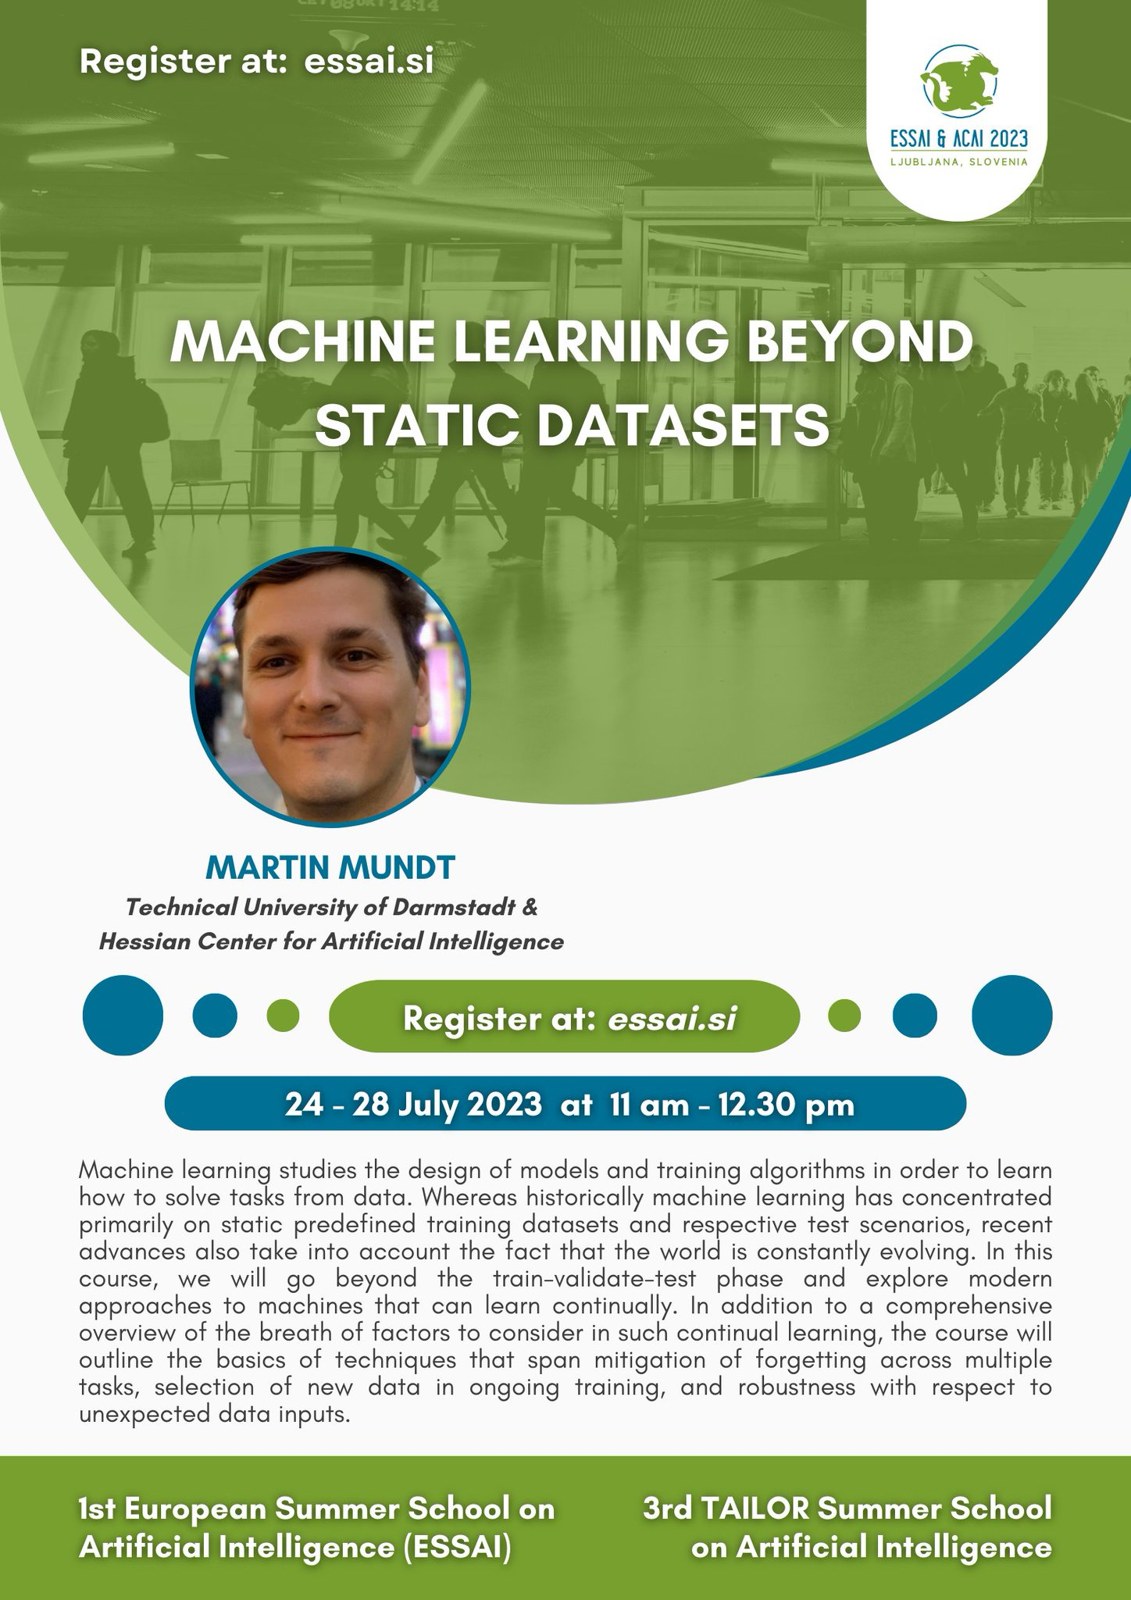 Register at: essai.si
ESSAI & ACAI 2023
LJUBLJANA, SLOVENIA
MACHINE LEARNING BEYOND
STATIC DATASETS
MARTIN MUNDT
Technical University of Darmstadt &
Hessian Center for Artificial Intelligence
Register at: essai.si
24 - 28 July 2023 at 11 am - 12.30 pm
Machine learning studies the design of models and training algorithms in order to learn
how to solve tasks from data. Whereas historically machine learning has concentrated
primarily on static predefined training datasets and respective test scenarios, recent
advances also take into account the fact that the world is constantly evolving. In this
course, we will go beyond the train-validate-test phase and explore modern
approaches to machines that can learn continually. In addition to a comprehensive
overview of the breath of factors to consider in such continual learning, the course will
outline the basics of techniques that span mitigation of forgetting across multiple
tasks, selection of new data in ongoing training, and robustness with respect to
unexpected data inputs.
1st European Summer School on
Artificial Intelligence (ESSAI)
3rd TAILOR Summer School
on Artificial Intelligence